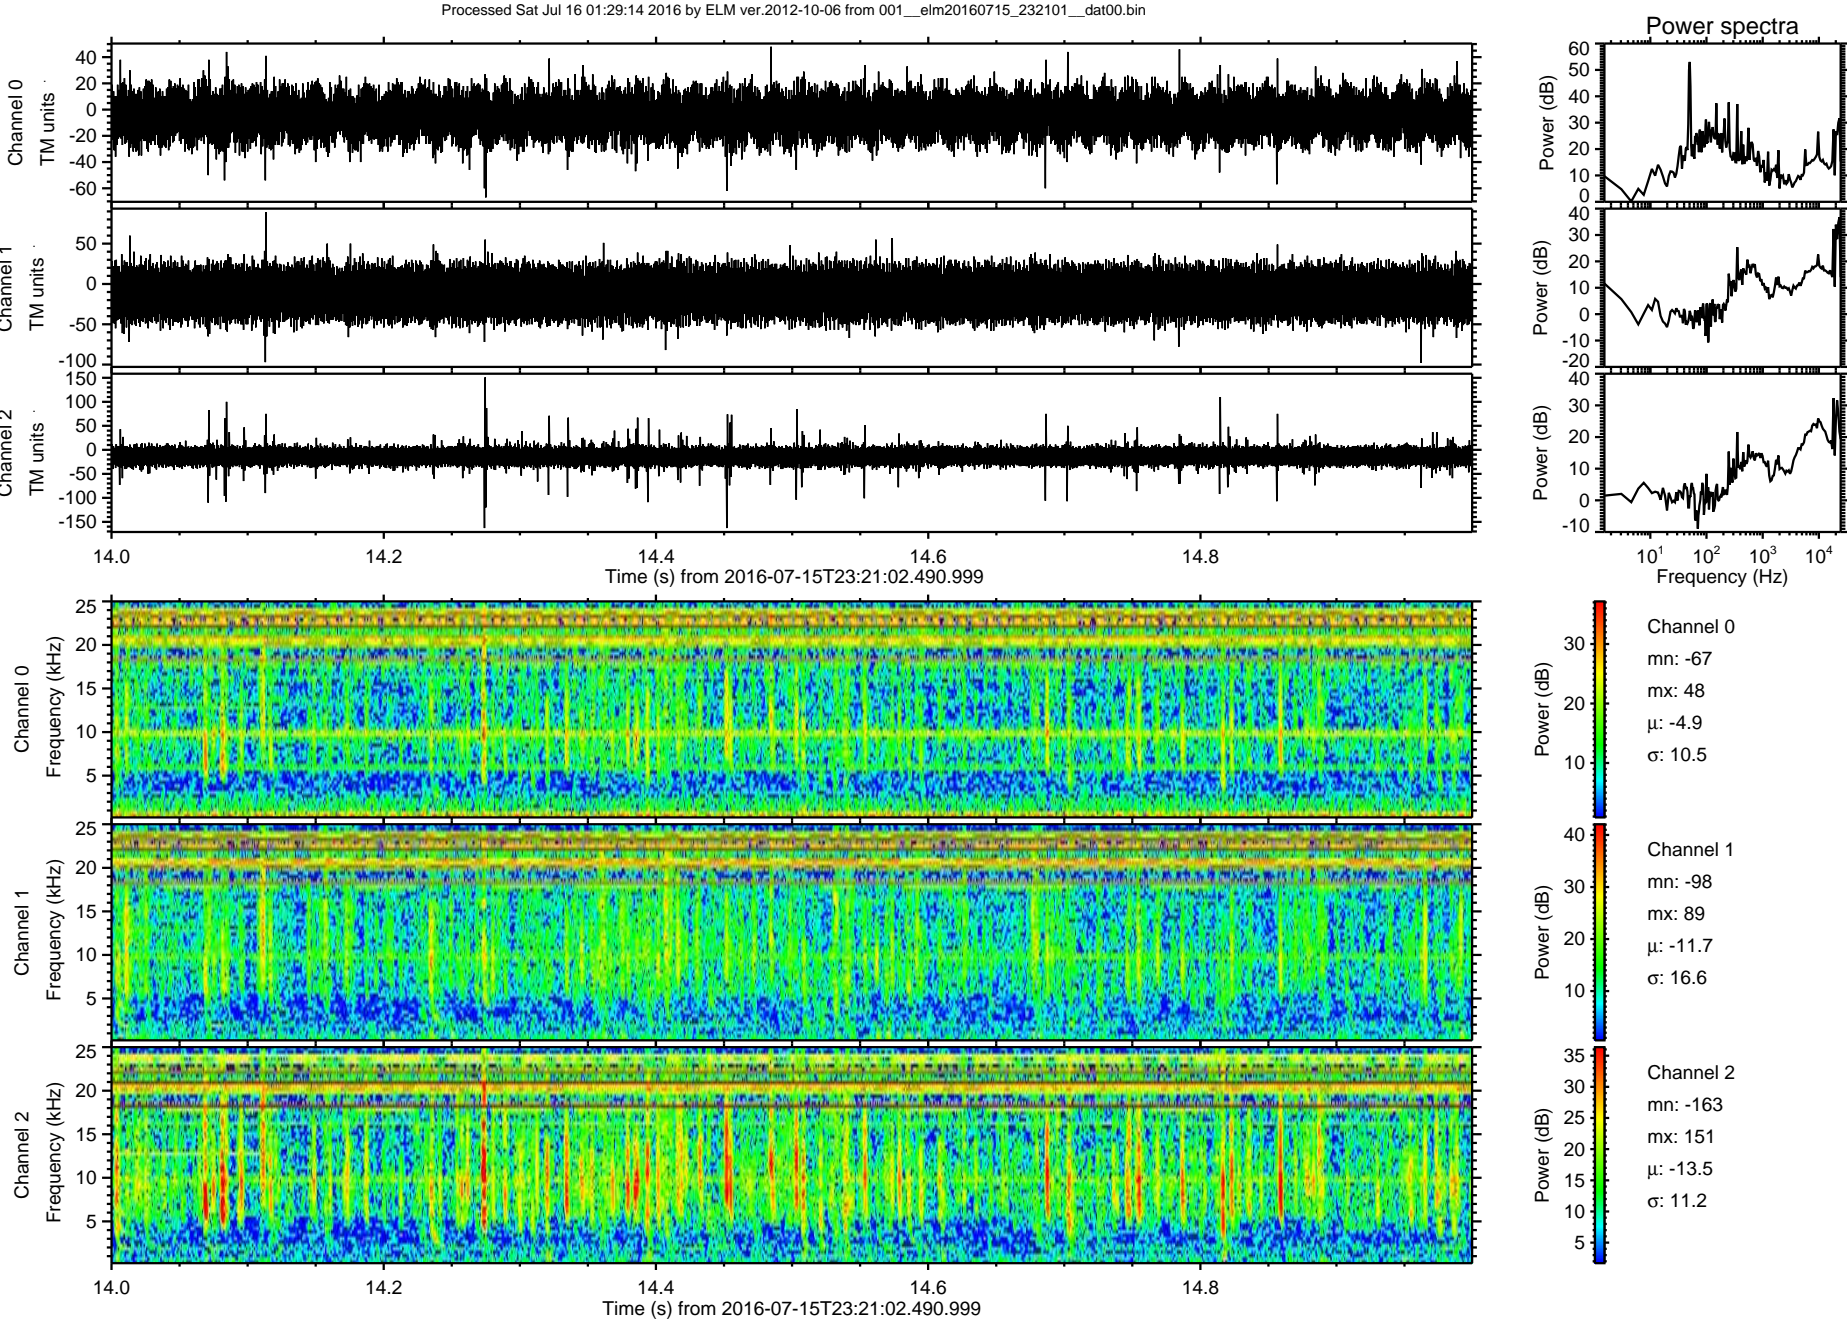 Processed Sat Jul 16 01:29:14 2016 by ELM ver.2012-10-06 from 001__elm20160715_232101__dat00.bin
Power spectra
Channel 0
TM units
40
20
0
-20
-40
-60
Power (dB)
60
50
40
30
20
10
0
Channel 1
TM units
50
0
-50
-100
Power (dB)
40
30
20
10
0
-10
-20
Channel 2
TM units
150
100
50
0
-50
-100
-150
Power (dB)
40
30
20
10
0
-10
14.0 14.2 14.4 14.6 14.8
Time (s) from 2016-07-15T23:21:02.490.999
10^1 10^2 10^3 10^4
Frequency (Hz)
Channel 0
Frequency (kHz)
25
20
15
10
5
Power (dB)
30
20
10
Channel 0
mn: -67
mx: 48
μ: -4.9
σ: 10.5
Channel 1
Frequency (kHz)
25
20
15
10
5
Power (dB)
40
30
20
10
Channel 1
mn: -98
mx: 89
μ: -11.7
σ: 16.6
Channel 2
Frequency (kHz)
25
20
15
10
5
Power (dB)
35
30
25
20
15
10
5
Channel 2
mn: -163
mx: 151
μ: -13.5
σ: 11.2
14.0 14.2 14.4 14.6 14.8
Time (s) from 2016-07-15T23:21:02.490.999